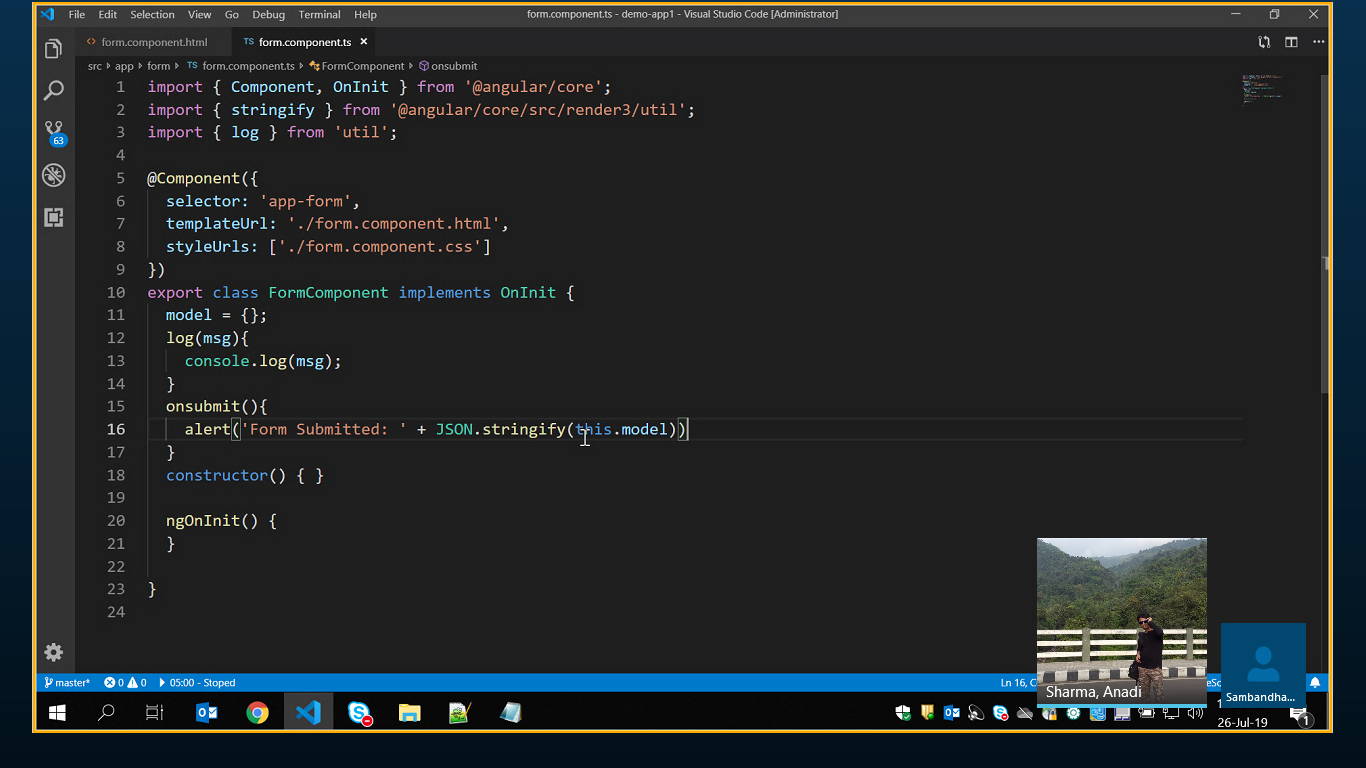 File Edit Selection View Go Debug Terminal Help form.component.ts - demo-app1 - Visual Studio Code [Administrator]
form.component.html TS form.component.ts ×
src › app › form › TS form.component.ts › FormComponent › onsubmit
1 import { Component, OnInit } from '@angular/core';
2 import { stringify } from '@angular/core/src/render3/util';
3 import { log } from 'util';
4
5 @Component({
6 selector: 'app-form',
7 templateUrl: './form.component.html',
8 styleUrls: ['./form.component.css']
9 })
10 export class FormComponent implements OnInit {
11 model = {};
12 log(msg){
13 console.log(msg);
14 }
15 onsubmit(){
16 alert('Form Submitted: ' + JSON.stringify(this.model))
17 }
18 constructor() { }
19
20 ngOnInit() {
21 }
22
23 }
24
63
Sharma, Anadi
Sambandha...
master* 0 0 05:00 - Stoped Ln 16, C
26-Jul-19
1